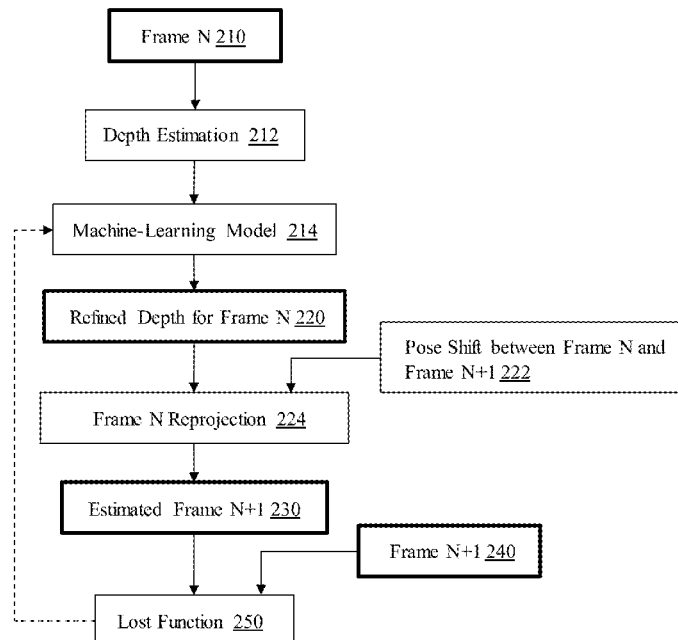 Frame N 210
Depth Estimation 212
Machine-Learning Model 214
Refined Depth for Frame N 220
Pose Shift between Frame N and
Frame N+1 222
Frame N Reprojection 224
Estimated Frame N+1 230
Frame N+1 240
Lost Function 250